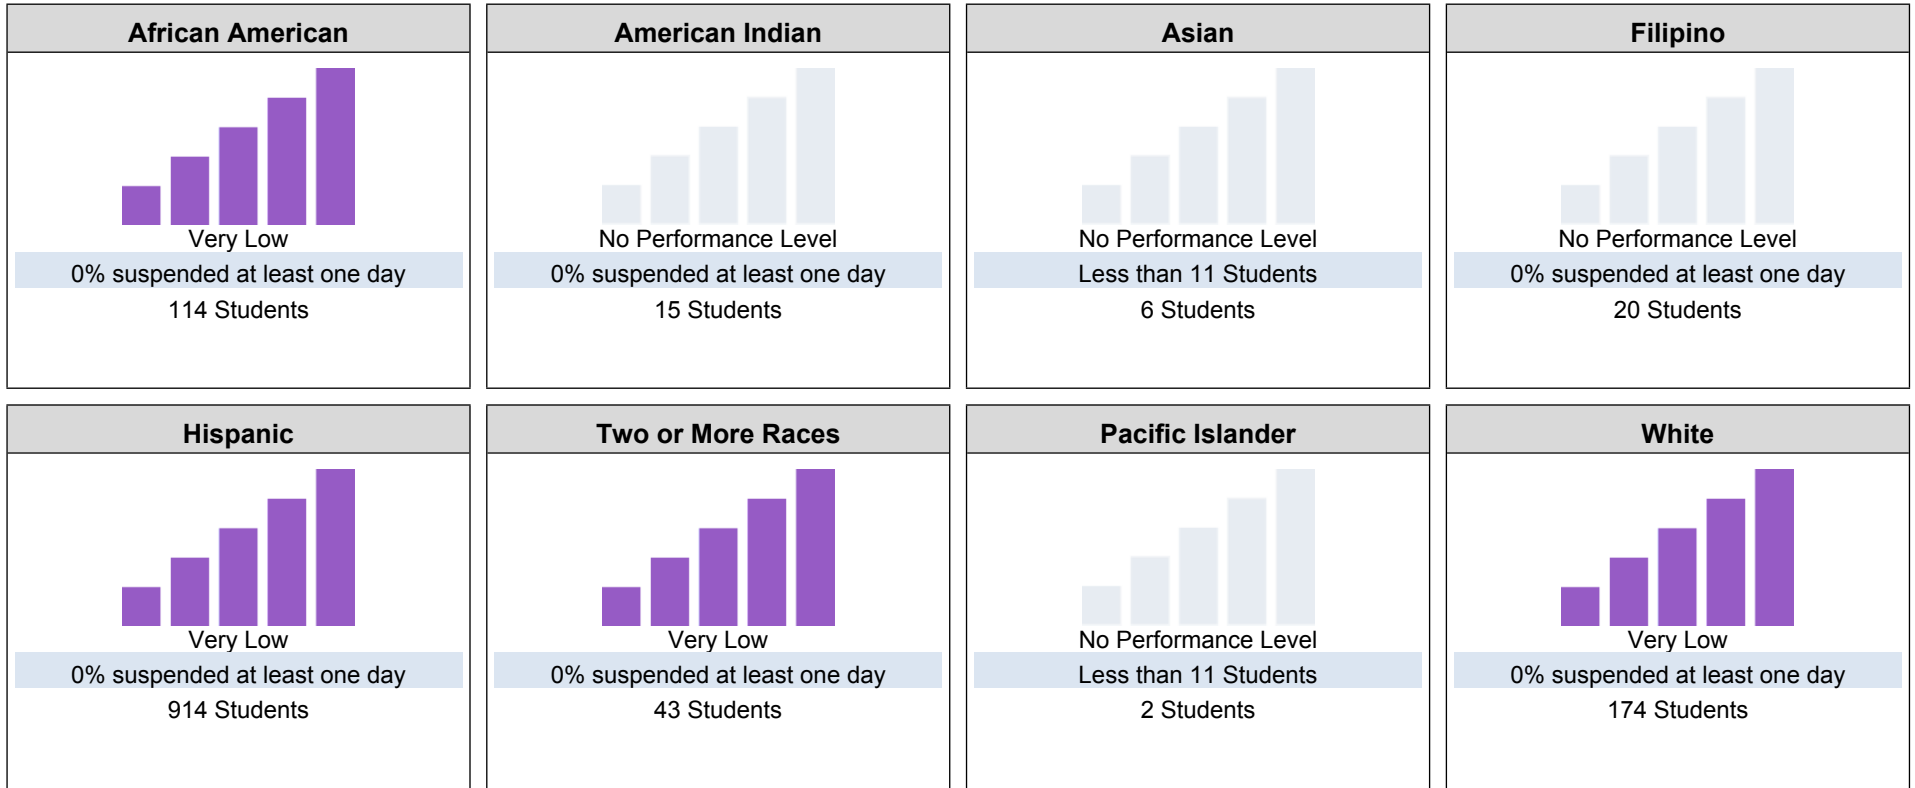 African American
Very Low
0% suspended at least one day
114 Students
American Indian
No Performance Level
0% suspended at least one day
15 Students
Asian
No Performance Level
Less than 11 Students
6 Students
Filipino
No Performance Level
0% suspended at least one day
20 Students
Hispanic
Very Low
0% suspended at least one day
914 Students
Two or More Races
Very Low
0% suspended at least one day
43 Students
Pacific Islander
No Performance Level
Less than 11 Students
2 Students
White
Very Low
0% suspended at least one day
174 Students